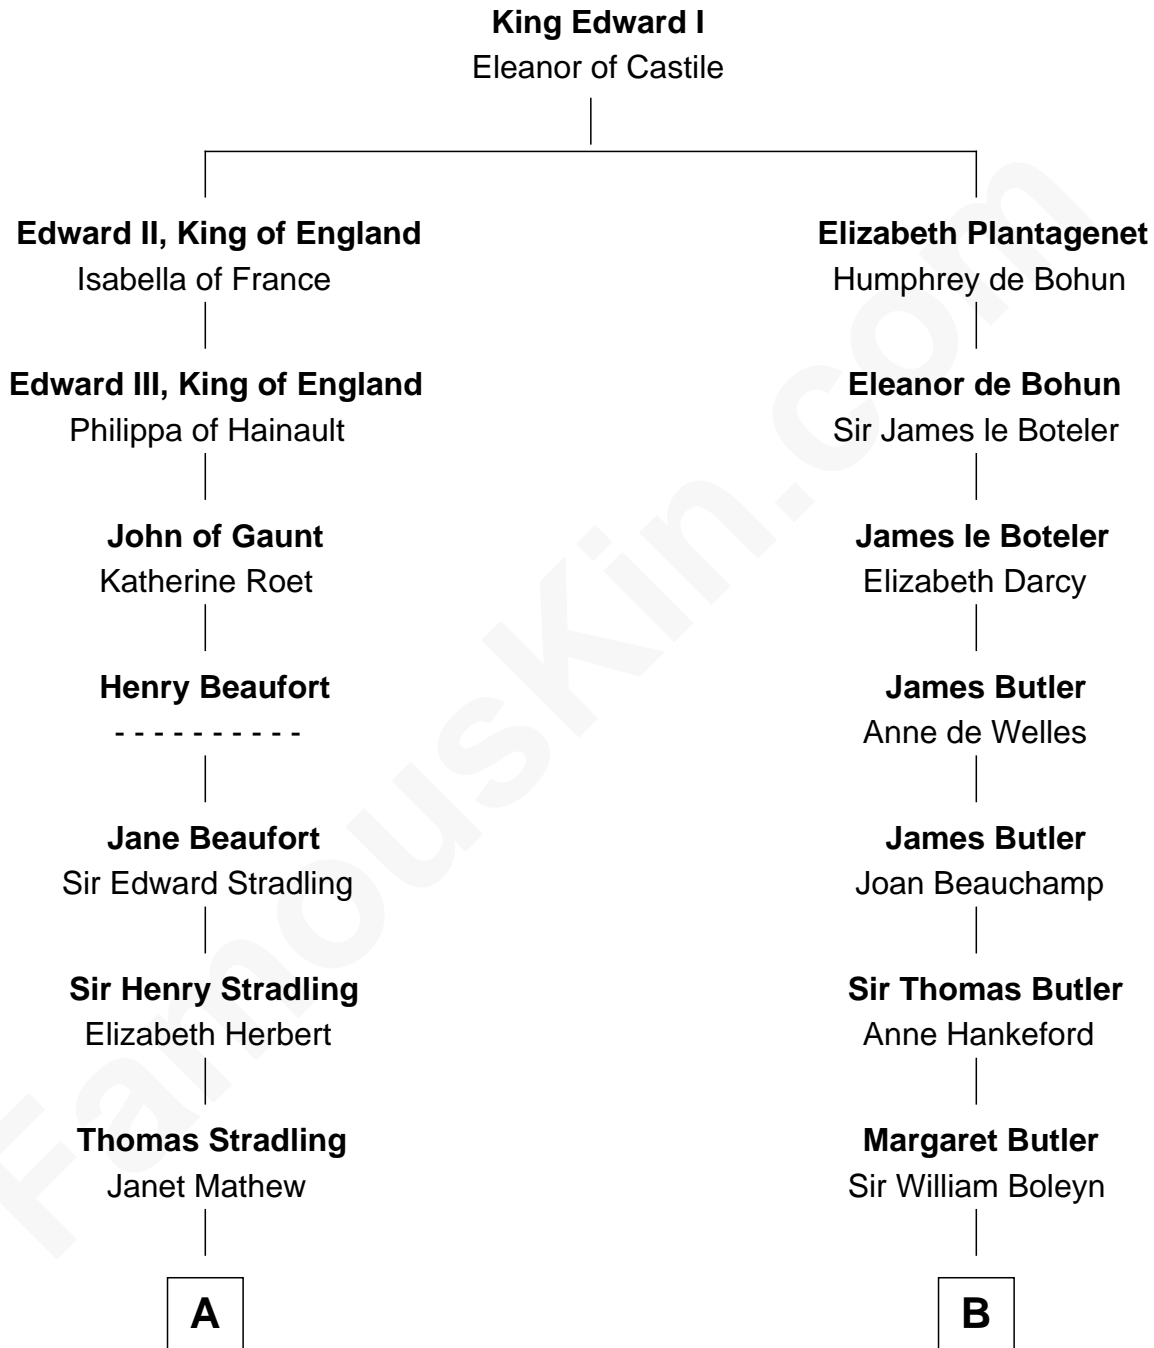 King Edward I
Eleanor of Castile
Edward II, King of England
Isabella of France
Edward III, King of England
Philippa of Hainault
John of Gaunt
Katherine Roet
Henry Beaufort
- - - - - - - - - -
Jane Beaufort
Sir Edward Stradling
Sir Henry Stradling
Elizabeth Herbert
Thomas Stradling
Janet Mathew
A
Elizabeth Plantagenet
Humphrey de Bohun
Eleanor de Bohun
Sir James le Boteler
James le Boteler
Elizabeth Darcy
James Butler
Anne de Welles
James Butler
Joan Beauchamp
Sir Thomas Butler
Anne Hankeford
Margaret Butler
Sir William Boleyn
B
FamousKin.com